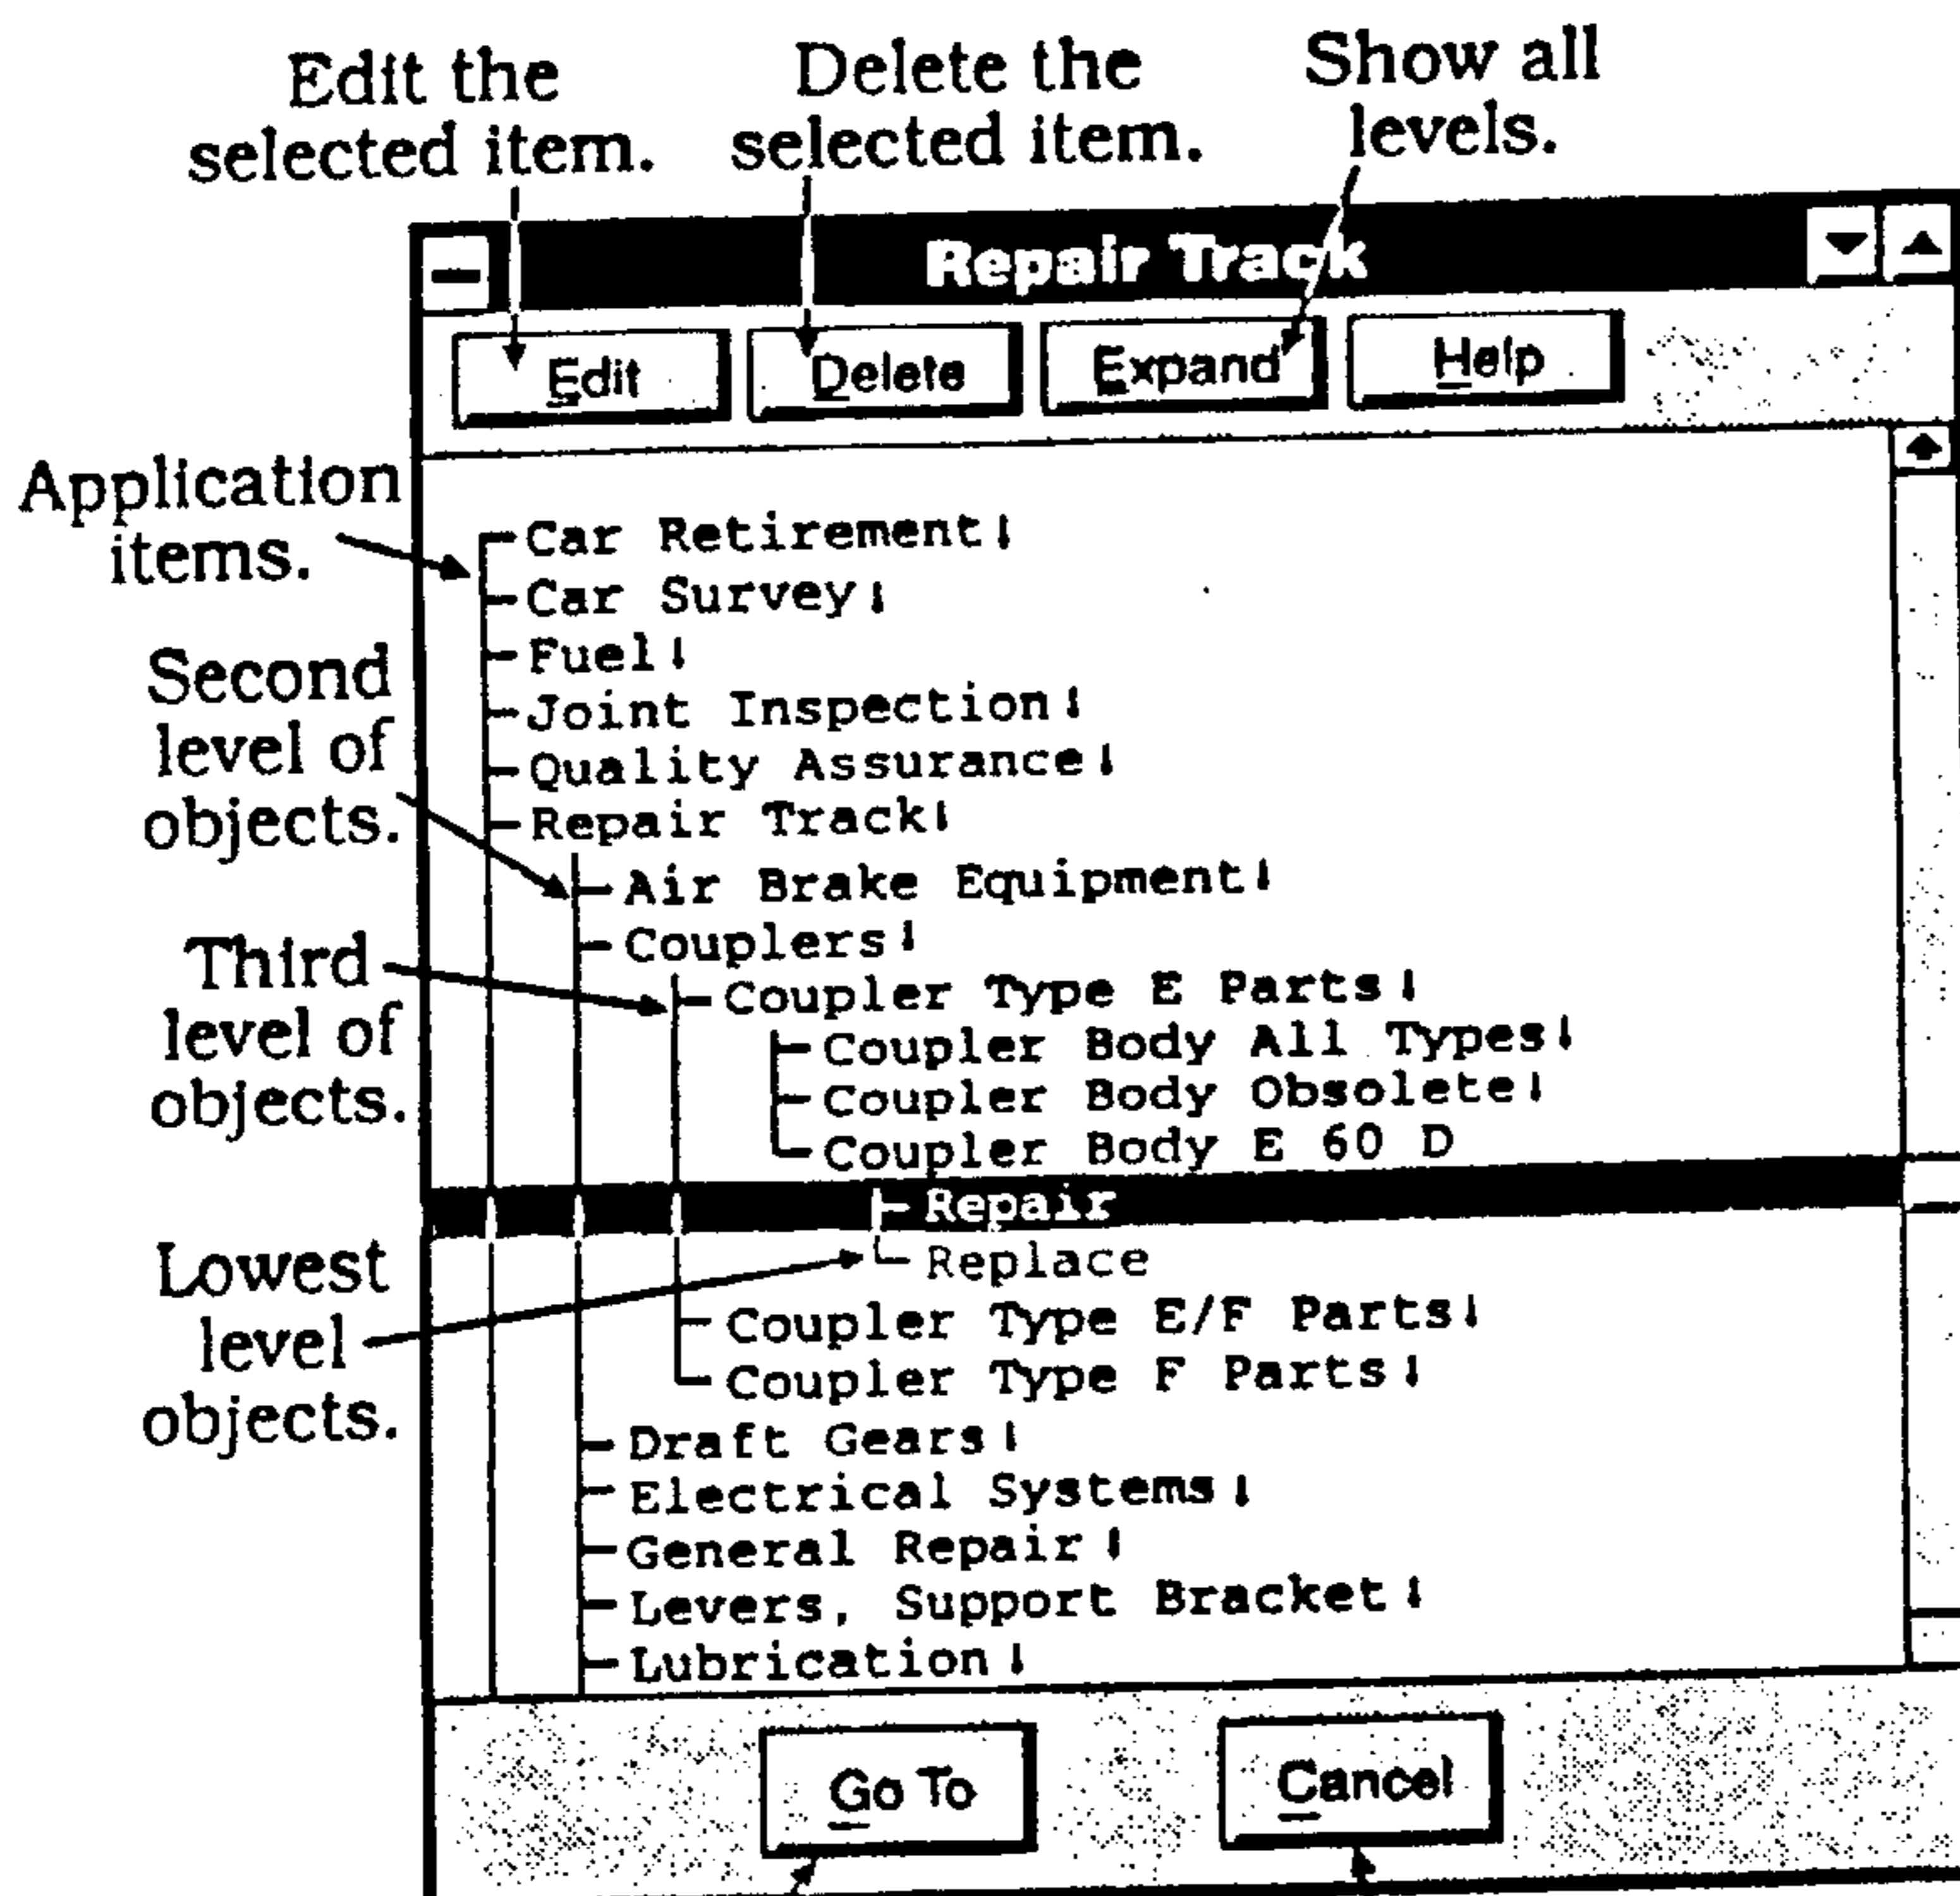 Edit the
selected item.
Delete the
selected item.
Show all
levels.
Repair Track
Edit
Delete
Expand
Help
Application
items.
Car Retirement↓
Car Survey↓
Fuel↓
Second
level of
objects.
Joint Inspection↓
Quality Assurance↓
Repair Track↓
Air Brake Equipment↓
Couplers↓
Third
level of
objects.
Coupler Type E Parts↓
Coupler Body All Types↓
Coupler Body Obsolete↓
Coupler Body E 60 D
Repair
Replace
Lowest
level
objects.
Coupler Type E/F Parts↓
Coupler Type F Parts↓
Draft Gears↓
Electrical Systems↓
General Repair↓
Levers, Support Bracket↓
Lubrication↓
Go To
Cancel